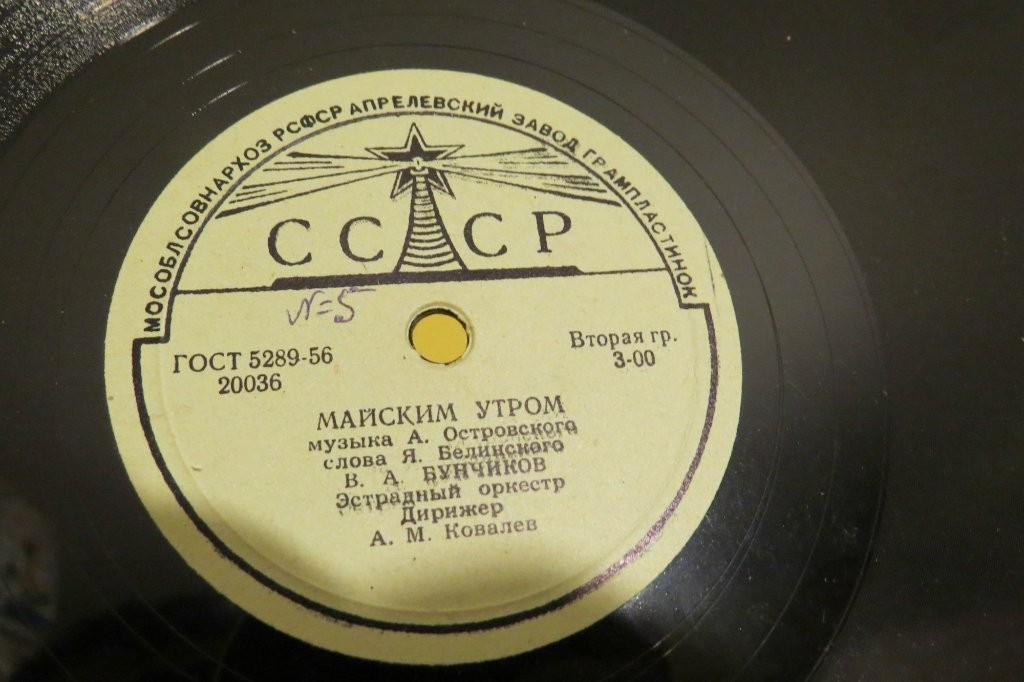 МОСОБЛСОВНАРХОЗ РСФСР АПРЕЛЕВСКИЙ ЗАВОД ГРАМПЛАСТИНОК
СССР
№5
ГОСТ 5289-56
20036
Вторая гр.
3-00
МАЙСКИМ УТРОМ
музыка А. Островского
слова Я. Белинского
В. А. БУНЧИКОВ
Эстрадный оркестр
Дирижер
А. М. Ковалев